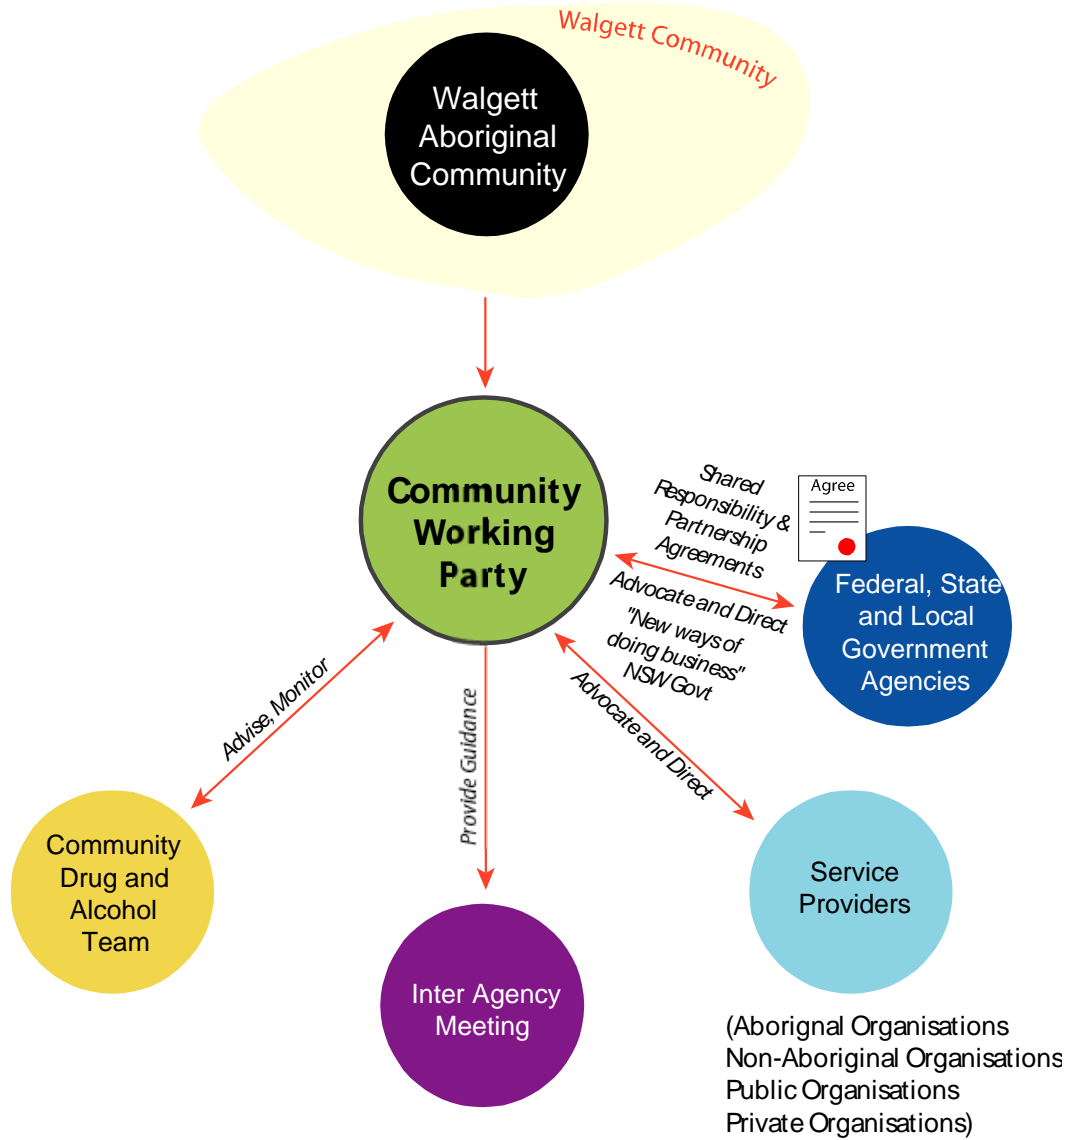 Walgett Community
Walgett
Aboriginal
Community
Community
Working
Party
Shared
Responsibility &
Partnership
Agreements
Agree
Advocate and Direct
"New ways of
doing business"
NSW Govt
Federal, State
and Local
Government
Agencies
Advise, Monitor
Provide Guidance
Advocate and Direct
Community
Drug and
Alcohol
Team
Inter Agency
Meeting
Service
Providers
(Aborignal Organisations
Non-Aboriginal Organisations
Public Organisations
Private Organisations)